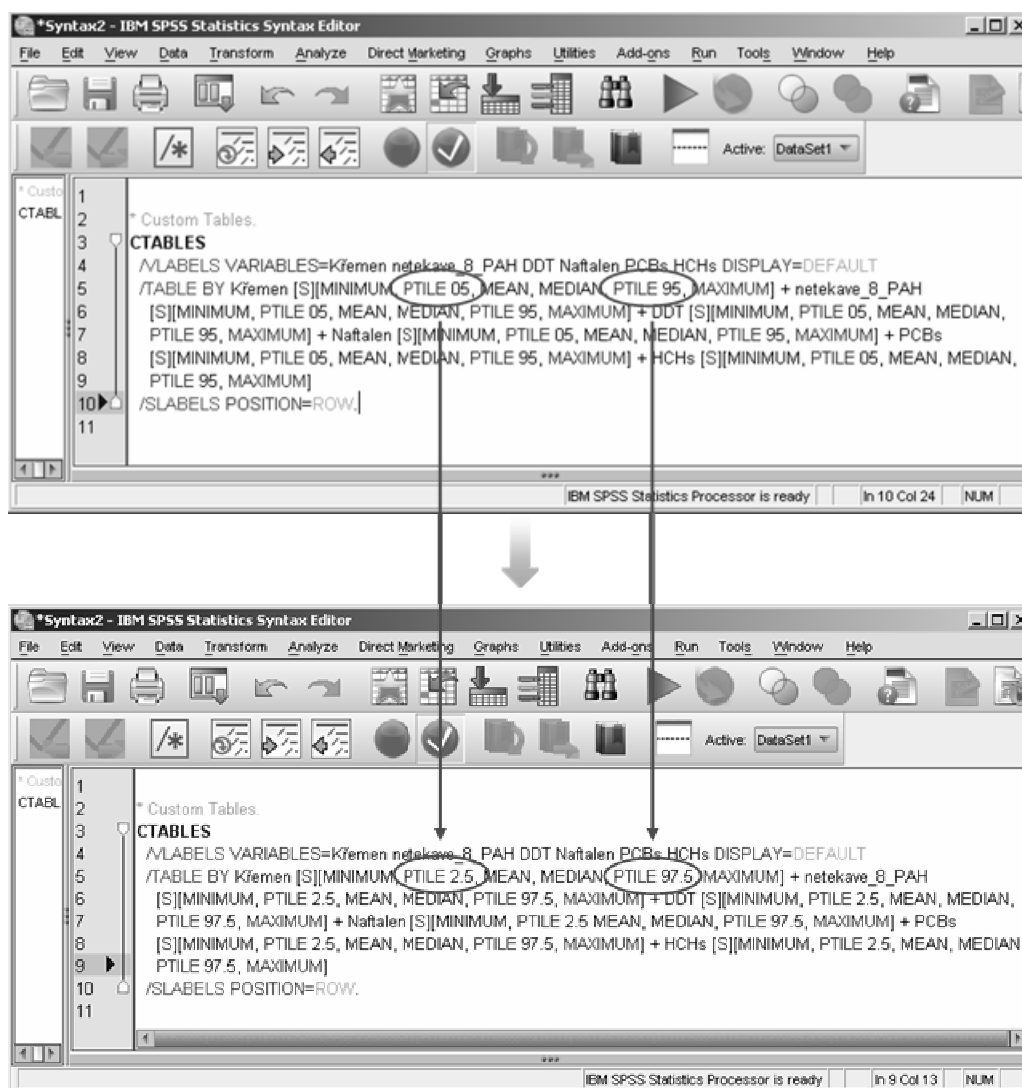 *Syntax2 - IBM SPSS Statistics Syntax Editor
File Edit View Data Transform Analyze Direct Marketing Graphs Utilities Add-ons Run Tools Window Help
Active: DataSet1
* Custo
CTABL
1
2 * Custom Tables.
3 CTABLES
4 /VLABELS VARIABLES=Křemen netekave_8_PAH DDT Naftalen PCBs HCHs DISPLAY=DEFAULT
5 /TABLE BY Křemen [S][MINIMUM, PTILE 05, MEAN, MEDIAN, PTILE 95, MAXIMUM] + netekave_8_PAH
6 [S][MINIMUM, PTILE 05, MEAN, MEDIAN, PTILE 95, MAXIMUM] + DDT [S][MINIMUM, PTILE 05, MEAN, MEDIAN,
7 PTILE 95, MAXIMUM] + Naftalen [S][MINIMUM, PTILE 05, MEAN, MEDIAN, PTILE 95, MAXIMUM] + PCBs
8 [S][MINIMUM, PTILE 05, MEAN, MEDIAN, PTILE 95, MAXIMUM] + HCHs [S][MINIMUM, PTILE 05, MEAN, MEDIAN,
9 PTILE 95, MAXIMUM]
10 /SLABELS POSITION=ROW.
11
IBM SPSS Statistics Processor is ready In 10 Col 24 NUM
*Syntax2 - IBM SPSS Statistics Syntax Editor
File Edit View Data Transform Analyze Direct Marketing Graphs Utilities Add-ons Run Tools Window Help
Active: DataSet1
* Custo
CTABL
1
2 * Custom Tables.
3 CTABLES
4 /VLABELS VARIABLES=Křemen netekave_8_PAH DDT Naftalen PCBs HCHs DISPLAY=DEFAULT
5 /TABLE BY Křemen [S][MINIMUM, PTILE 2.5, MEAN, MEDIAN, PTILE 97.5, MAXIMUM] + netekave_8_PAH
6 [S][MINIMUM, PTILE 2.5, MEAN, MEDIAN, PTILE 97.5, MAXIMUM] + DDT [S][MINIMUM, PTILE 2.5, MEAN, MEDIAN,
7 PTILE 97.5, MAXIMUM] + Naftalen [S][MINIMUM, PTILE 2.5 MEAN, MEDIAN, PTILE 97.5, MAXIMUM] + PCBs
8 [S][MINIMUM, PTILE 2.5, MEAN, MEDIAN, PTILE 97.5, MAXIMUM] + HCHs [S][MINIMUM, PTILE 2.5, MEAN, MEDIAN
9 PTILE 97.5, MAXIMUM]
10 /SLABELS POSITION=ROW.
11
IBM SPSS Statistics Processor is ready In 9 Col 13 NUM